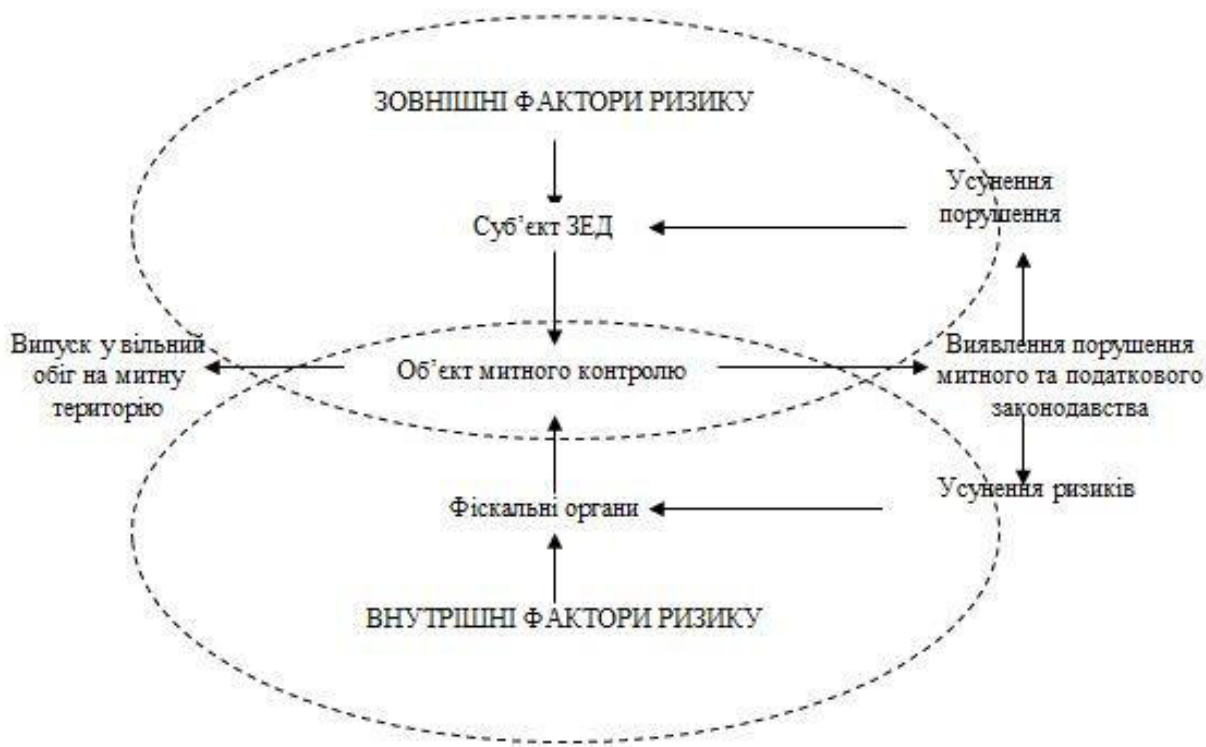 ЗОВНІШНІ ФАКТОРИ РИЗИКУ
Усунення
порушення
Суб’єкт ЗЕД
Випуск у вільний
обіг на митну
територію
Об’єкт митного контролю
Виявлення порушення
митного та податкового
законодавства
Усунення ризиків
Фіскальні органи
ВНУТРІШНІ ФАКТОРИ РИЗИКУ